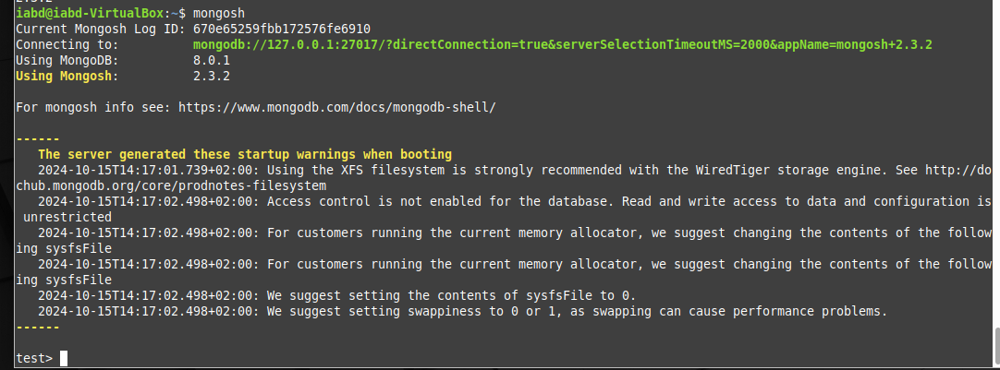 2.3.2
iabd@iabd-VirtualBox:~$ mongosh
Current Mongosh Log ID: 670e65259fbb172576fe6910
Connecting to:          mongodb://127.0.0.1:27017/?directConnection=true&serverSelectionTimeoutMS=2000&appName=mongosh+2.3.2
Using MongoDB:          8.0.1
Using Mongosh:          2.3.2
For mongosh info see: https://www.mongodb.com/docs/mongodb-shell/
------
   The server generated these startup warnings when booting
   2024-10-15T14:17:01.739+02:00: Using the XFS filesystem is strongly recommended with the WiredTiger storage engine. See http://do
chub.mongodb.org/core/prodnotes-filesystem
   2024-10-15T14:17:02.498+02:00: Access control is not enabled for the database. Read and write access to data and configuration is
 unrestricted
   2024-10-15T14:17:02.498+02:00: For customers running the current memory allocator, we suggest changing the contents of the follow
ing sysfsFile
   2024-10-15T14:17:02.498+02:00: For customers running the current memory allocator, we suggest changing the contents of the follow
ing sysfsFile
   2024-10-15T14:17:02.498+02:00: We suggest setting the contents of sysfsFile to 0.
   2024-10-15T14:17:02.498+02:00: We suggest setting swappiness to 0 or 1, as swapping can cause performance problems.
------
test>